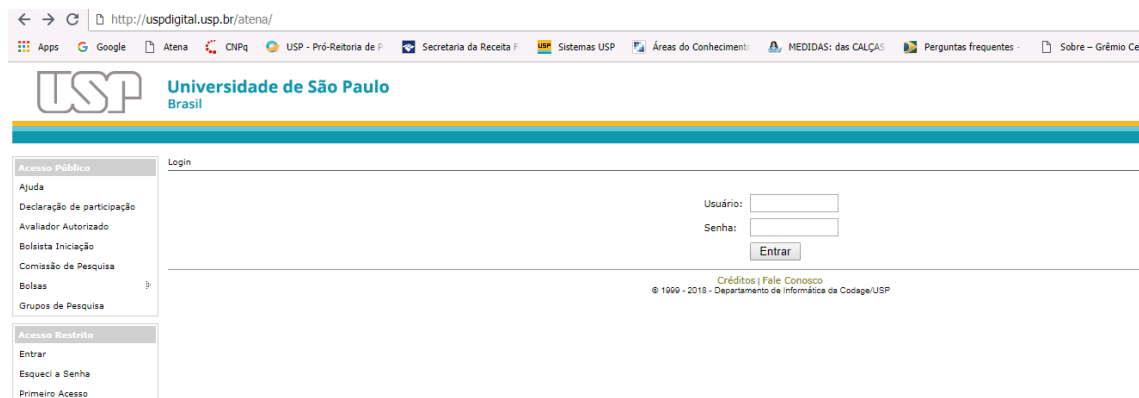 http://uspdigital.usp.br/atena/
Apps Google Atena CNPq USP - Pró-Reitoria de P Secretaria da Receita F Sistemas USP Áreas do Conhecimento MEDIDAS: das CALÇAS Perguntas frequentes - Sobre – Grêmio Ce
USP
Universidade de São Paulo
Brasil
Acesso Público
Ajuda
Declaração de participação
Avaliador Autorizado
Bolsista Iniciação
Comissão de Pesquisa
Bolsas
Grupos de Pesquisa
Acesso Restrito
Entrar
Esqueci a Senha
Primeiro Acesso
Login
Usuário:
Senha:
Entrar
Créditos | Fale Conosco
© 1999 - 2018 - Departamento de Informática da Codage/USP